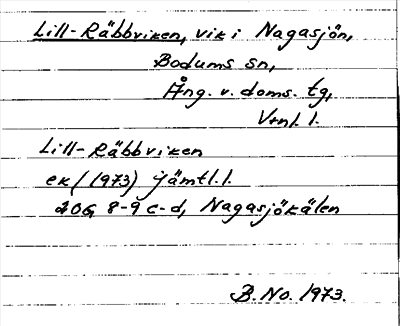 Lill-Räbbviken, vik i Nagasjön,
Bodums sn,
Ång. v. doms. tg,
Vrnl. l.
Lill-Räbbviken
ek (1973) Jämtl. l.
20G 8-9 c-d, Nagasjökälen
B. No. 1973.